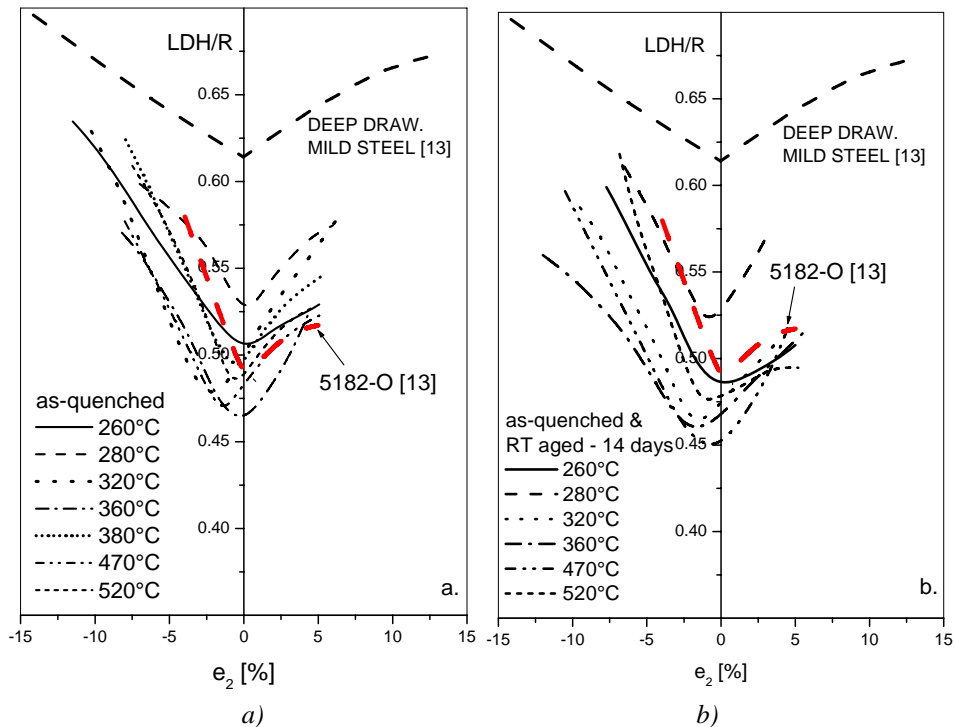 LDH/R
0.65
DEEP DRAW.
MILD STEEL [13]
0.60
0.55
0.50
5182-O [13]
as-quenched
0.45
260°C
280°C
320°C
0.40
360°C
380°C
470°C
520°C
a.
-15 -10 -5 0 5 10 15
e2 [%]
a)
LDH/R
0.65
DEEP DRAW.
MILD STEEL [13]
0.60
0.55
5182-O [13]
0.50
as-quenched &
RT aged - 14 days
0.45
260°C
280°C
320°C
0.40
360°C
470°C
520°C
b.
-15 -10 -5 0 5 10 15
e2 [%]
b)